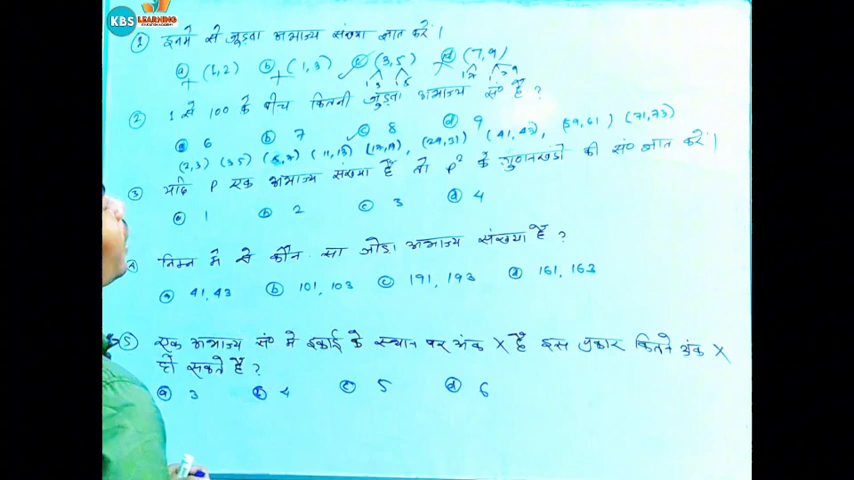 KBS LEARNING
① इनमे से जुड़वा अभाज्य संख्या ज्ञात करें।
ⓐ (1,2) ⓑ (1,3) ⓒ (3,5) ⓓ (7,9)
② 1 से 100 के बीच कितनी जुड़वा अभाज्य सं० है ?
ⓐ 6 ⓑ 7 ⓒ 8 ⓓ 9
(2,3) (3,5) (5,7) (11,13) (17,19) (29,31) (41,43), (59,61) (71,73)
③ यदि P एक अभाज्य संख्या है तो P² के गुणनखंडो की सं० ज्ञात करें।
ⓐ 1 ⓑ 2 ⓒ 3 ⓓ 4
④ निम्न में से कौन सा जोड़ा अभाज्य संख्या है ?
ⓐ 41,43 ⓑ 101, 103 ⓒ 191, 193 ⓓ 161, 163
⑤ एक अभाज्य सं० मे इकाई के स्थान पर अंक X है इस प्रकार कितने अंक X
हो सकते है ?
ⓐ 3 ⓑ 4 ⓒ 5 ⓓ 6